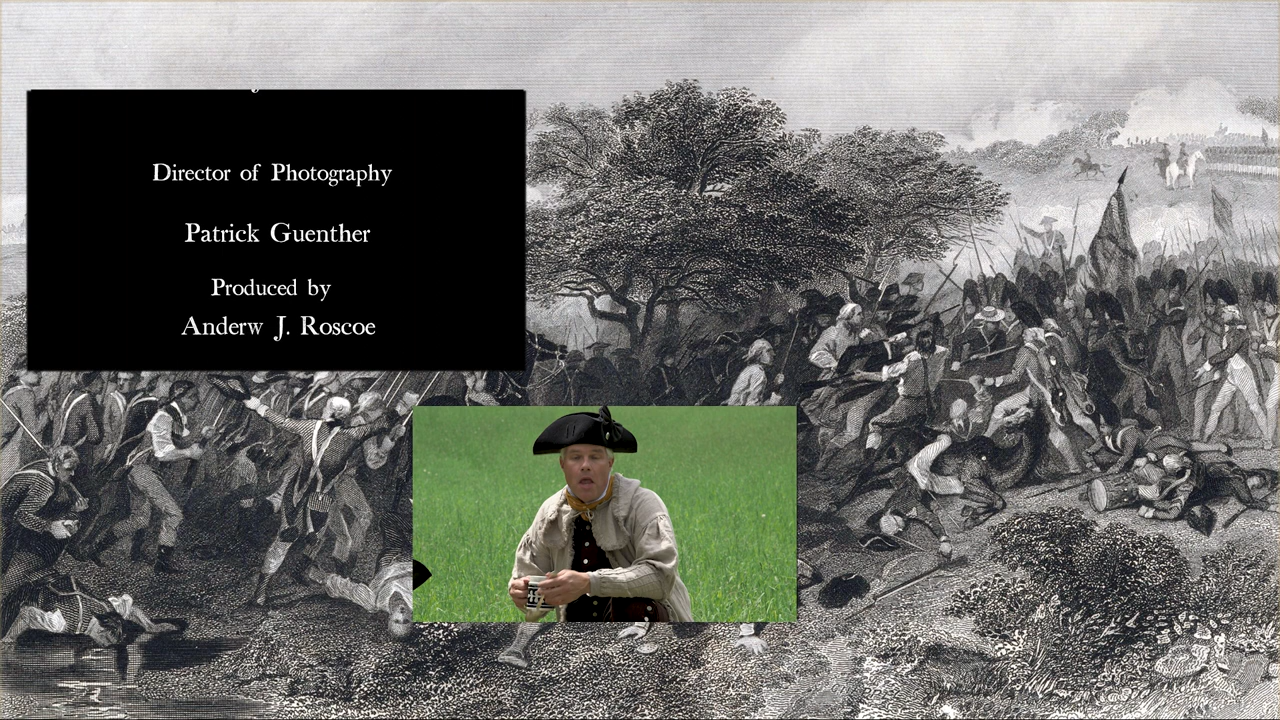 Director of Photography
Patrick Guenther
Produced by
Anderw J. Roscoe